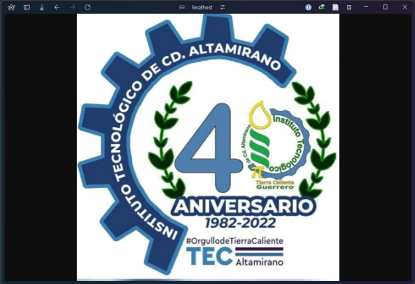 localhost
INSTITUTO TECNOLÓGICO DE CD. ALTAMIRANO
40
Instituto Tecnológico
de Cd. Altamirano
Tierra Caliente
Guerrero
ANIVERSARIO
1982-2022
#OrgullodeTierraCaliente
TEC
Altamirano